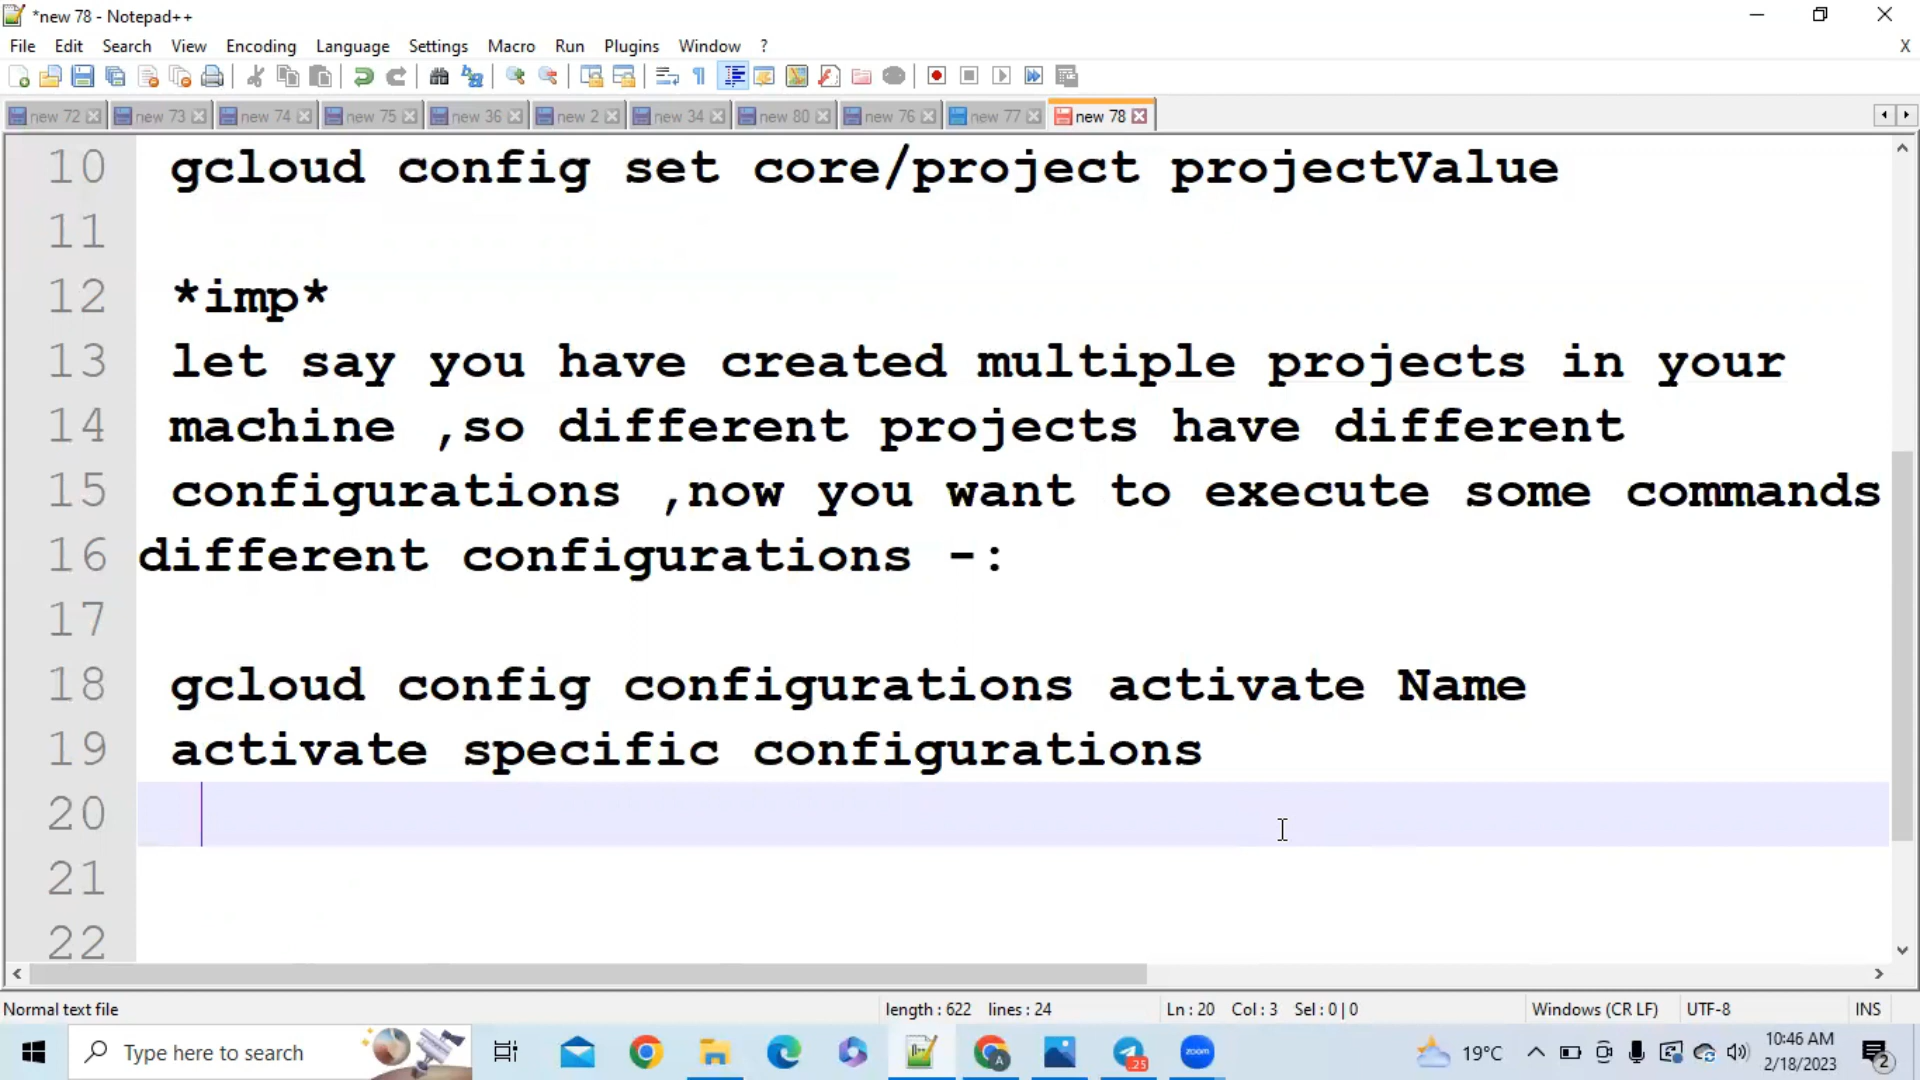 *new 78 - Notepad++
File Edit Search View Encoding Language Settings Macro Run Plugins Window ? X
new 72 new 73 new 74 new 75 new 36 new 2 new 34 new 80 new 76 new 77 new 78
10 gcloud config set core/project projectValue
11
12 *imp*
13 let say you have created multiple projects in your
14 machine ,so different projects have different
15 configurations ,now you want to execute some commands
16 different configurations -:
17
18 gcloud config configurations activate Name
19 activate specific configurations
20
21
22
Normal text file length : 622 lines : 24 Ln : 20 Col : 3 Sel : 0 | 0 Windows (CR LF) UTF-8 INS
Type here to search 25 zoom 19°C 10:46 AM 2
2/18/2023